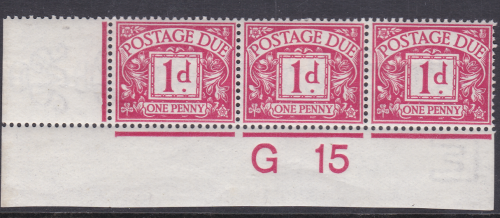 POSTAGE DUE POSTAGE DUE POSTAGE DUE
1d 1d 1d
ONE PENNY ONE PENNY ONE PENNY
G 15